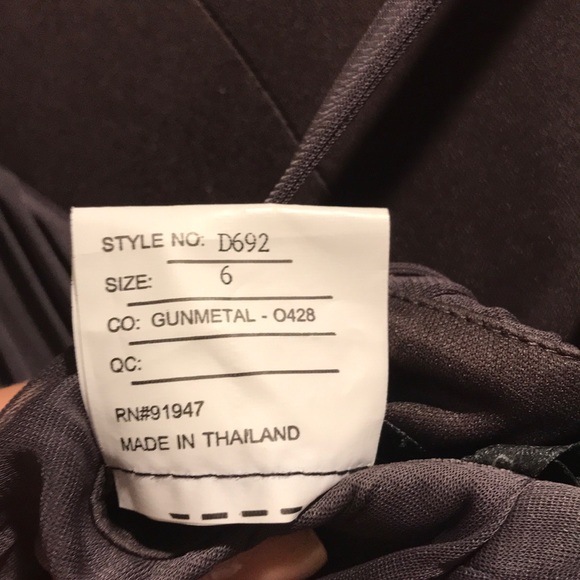 STYLE NO: D692
SIZE: 6
CO: GUNMETAL - O428
QC:
RN#91947
MADE IN THAILAND